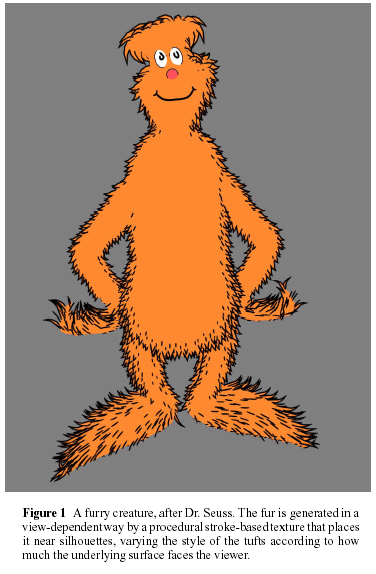 Figure 1 A furry creature, after Dr. Seuss. The fur is generated in a
view-dependent way by a procedural stroke-based texture that places
it near silhouettes, varying the style of the tufts according to how
much the underlying surface faces the viewer.